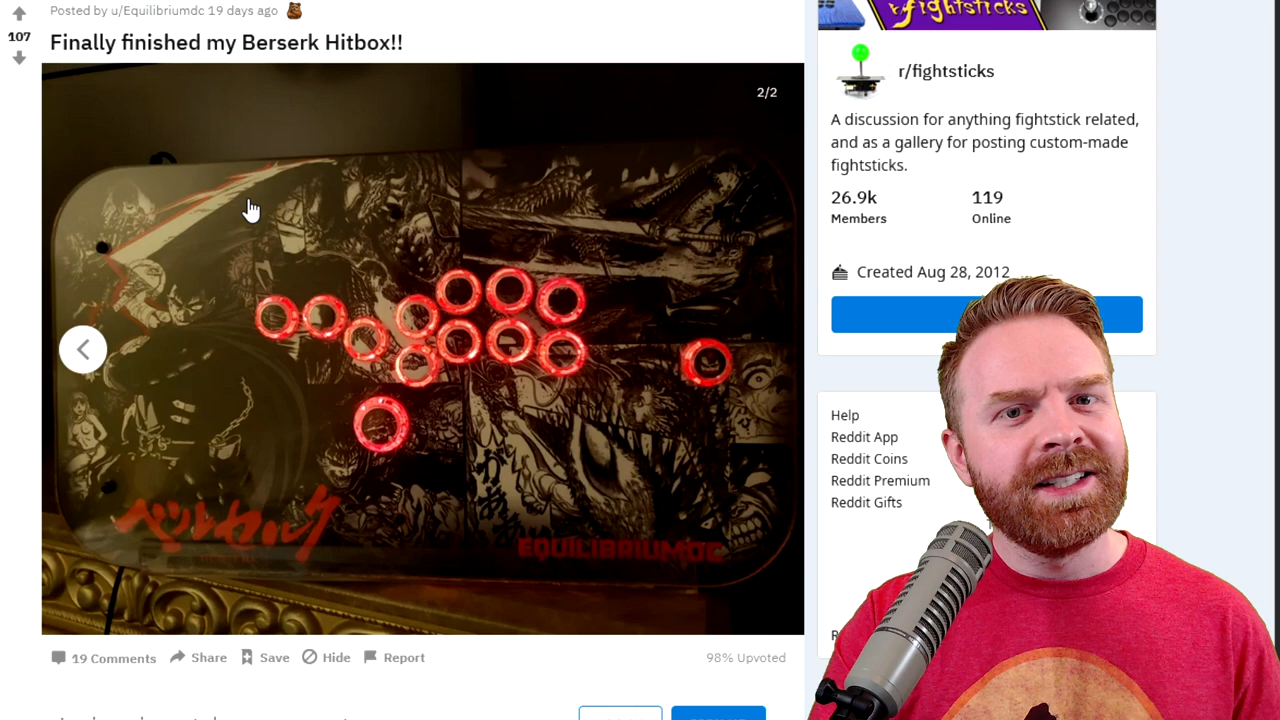 Posted by u/Equilibriumdc 19 days ago
107
Finally finished my Berserk Hitbox!!
2/2
ベルセルク
EQUILIBRIUMDC
19 Comments
Share
Save
Hide
Report
98% Upvoted
r/fightsticks
r/fightsticks
A discussion for anything fightstick related,
and as a gallery for posting custom-made
fightsticks.
26.9k
119
Members
Online
Created Aug 28, 2012
Help
Reddit App
Reddit Coins
Reddit Premium
Reddit Gifts